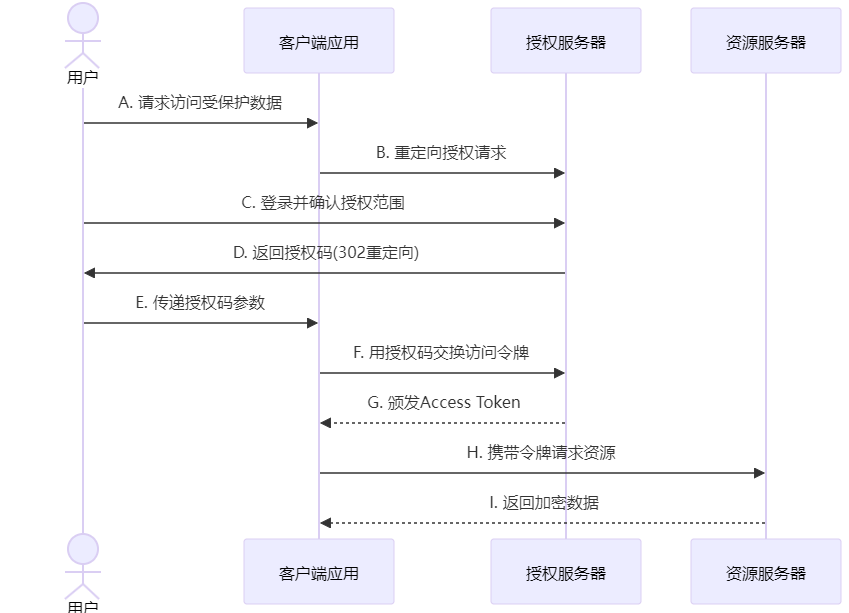 客户端应用
授权服务器
资源服务器
用户
A. 请求访问受保护数据
B. 重定向授权请求
C. 登录并确认授权范围
D. 返回授权码(302重定向)
E. 传递授权码参数
F. 用授权码交换访问令牌
G. 颁发Access Token
H. 携带令牌请求资源
I. 返回加密数据
客户端应用
授权服务器
资源服务器
用户